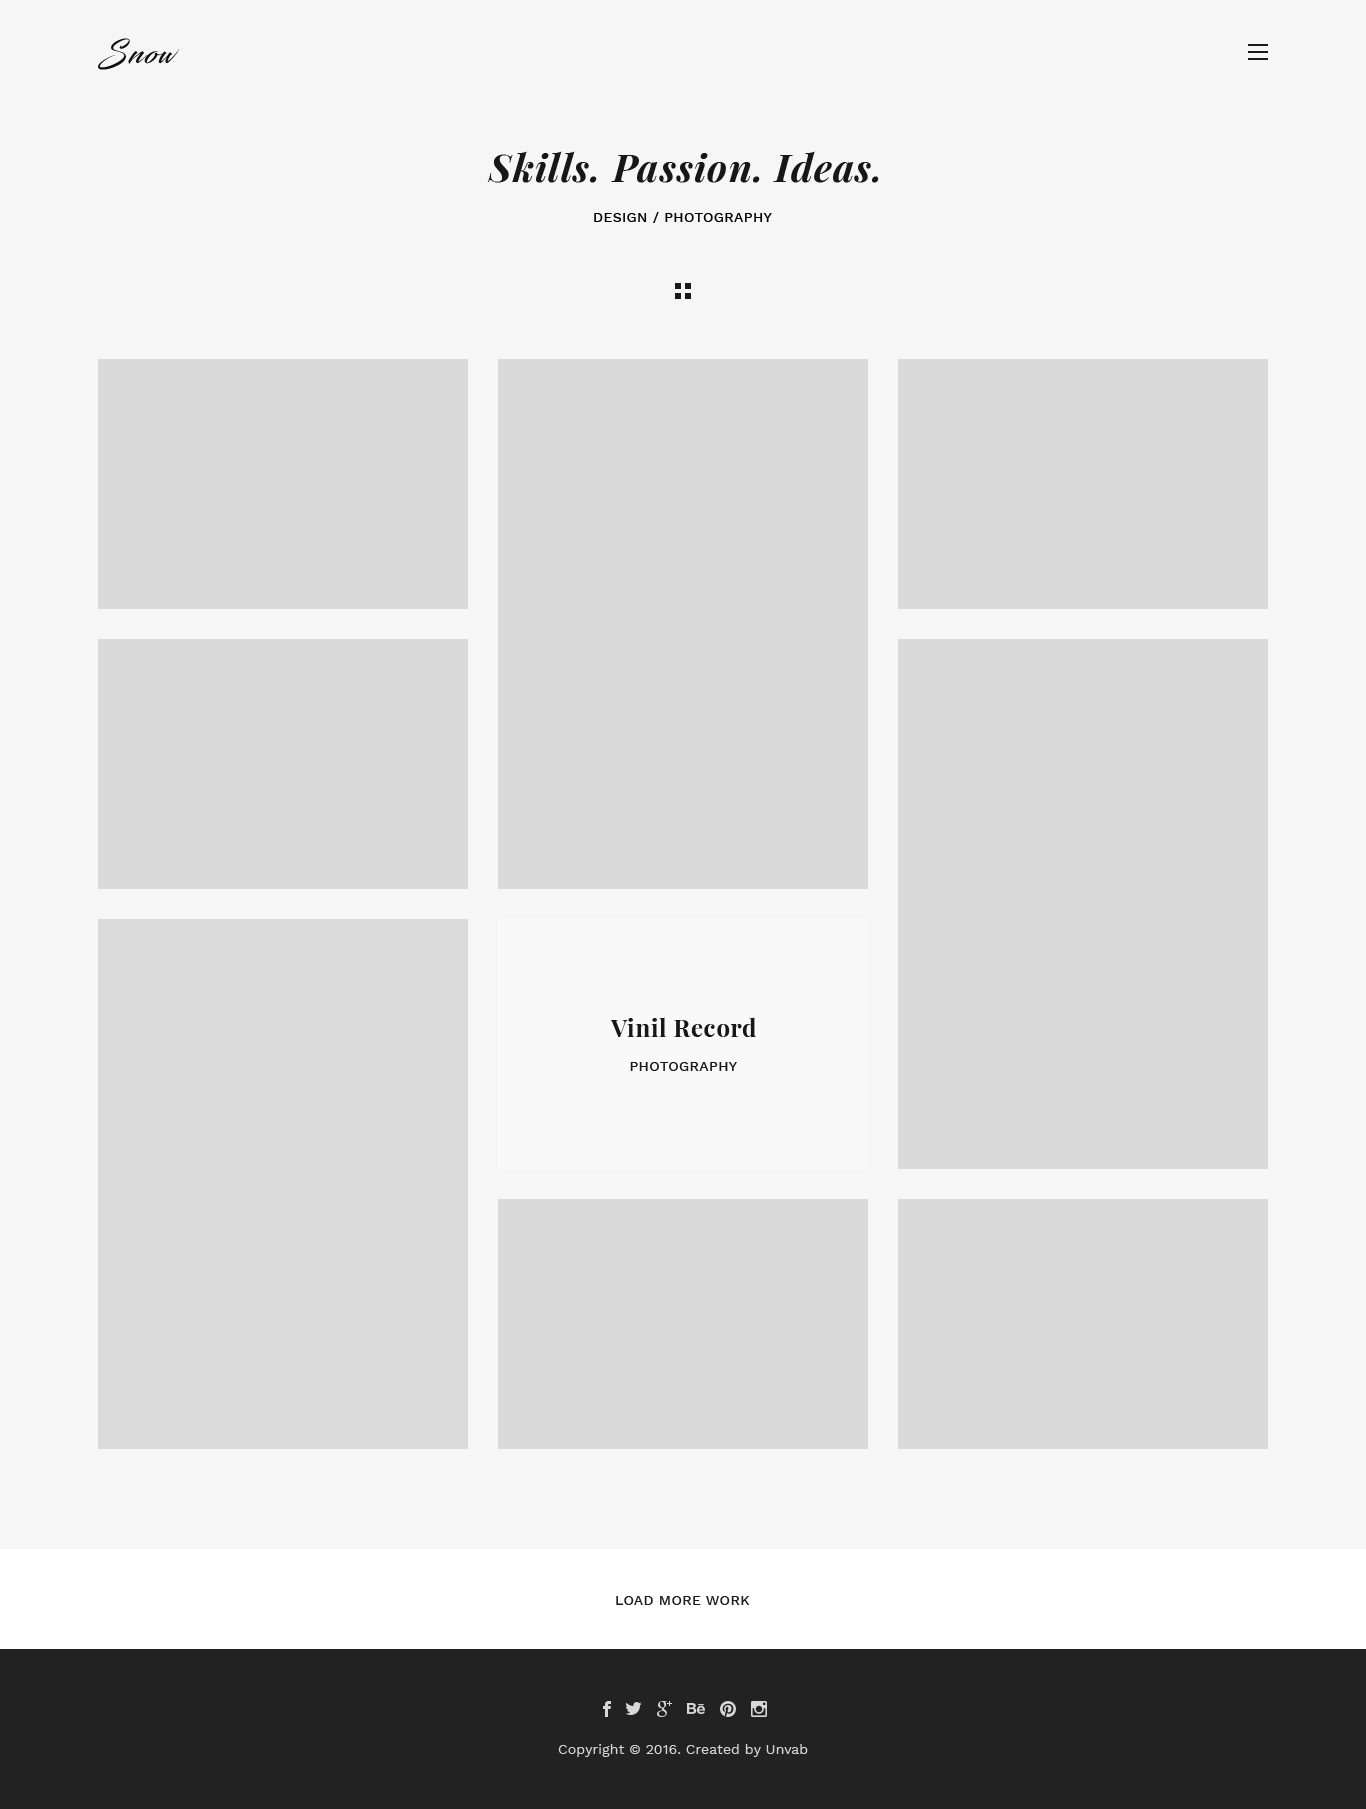 Snow
Skills. Passion. Ideas.
DESIGN / PHOTOGRAPHY
Vinil Record
PHOTOGRAPHY
LOAD MORE WORK
Copyright © 2016. Created by Unvab